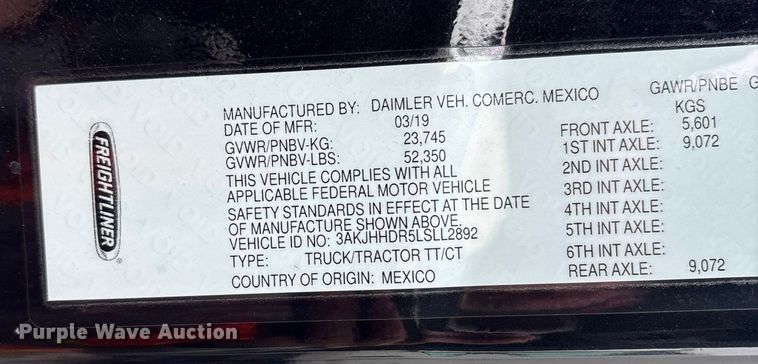 FREIGHTLINER®
MANUFACTURED BY: DAIMLER VEH. COMERC. MEXICO
DATE OF MFR: 03/19
GVWR/PNBV-KG: 23,745
GVWR/PNBV-LBS: 52,350
THIS VEHICLE COMPLIES WITH ALL
APPLICABLE FEDERAL MOTOR VEHICLE
SAFETY STANDARDS IN EFFECT AT THE DATE
OF MANUFACTURE SHOWN ABOVE.
VEHICLE ID NO: 3AKJHHDR5LSLL2892
TYPE: TRUCK/TRACTOR TT/CT
COUNTRY OF ORIGIN: MEXICO
GAWR/PNBE G
KGS
FRONT AXLE: 5,601
1ST INT AXLE: 9,072
2ND INT AXLE:
3RD INT AXLE:
4TH INT AXLE:
5TH INT AXLE:
6TH INT AXLE:
REAR AXLE: 9,072
Purple Wave Auction